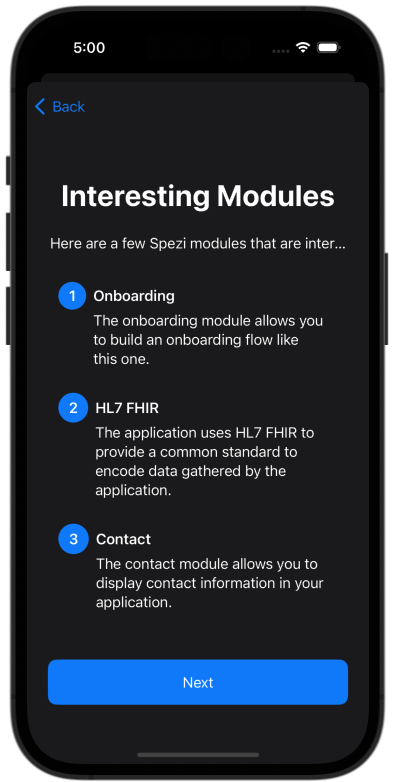 5:00
Back
Interesting Modules
Here are a few Spezi modules that are inter...
1 Onboarding
The onboarding module allows you
to build an onboarding flow like
this one.
2 HL7 FHIR
The application uses HL7 FHIR to
provide a common standard to
encode data gathered by the
application.
3 Contact
The contact module allows you to
display contact information in your
application.
Next